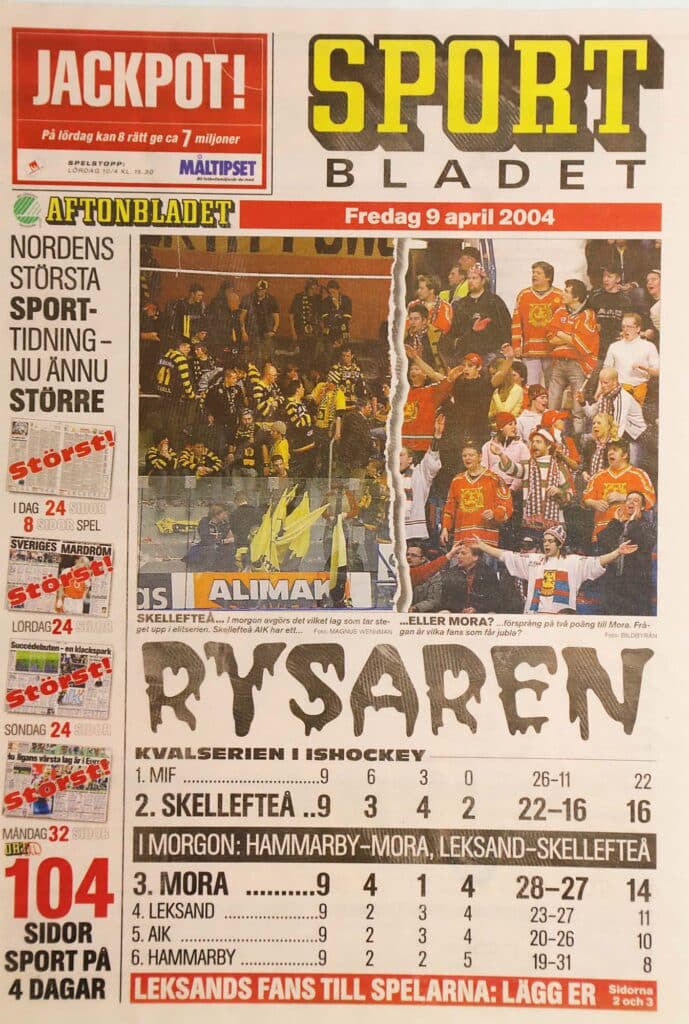 JACKPOT!
På lördag kan 8 rätt ge ca 7 miljoner
SPELSTOPP:
LÖRDAG 10/4 KL. 15.30
MÅLTIPSET
SPORT
BLADET
AFTONBLADET
Fredag 9 april 2004
NORDENS
STÖRSTA
SPORT-
TIDNING –
NU ÄNNU
STÖRRE
Störst!
I DAG 24 SIDOR
8 SIDOR SPEL
SVERIGES MARDRÖM
Störst!
LÖRDAG 24 SIDOR
Succédebuten - en klackspark
Störst!
SÖNDAG 24 SIDOR
Störst!
MÅNDAG 32 SIDOR
104
SIDOR
SPORT PÅ
4 DAGAR
41
as
ALIMAK
SKELLEFTEÅ... I morgon avgörs det vilket lag som tar ste-
get upp i elitserien. Skellefteå AIK har ett...
Foto: MAGNUS WENNMAN
...ELLER MORA? ...försprång på två poäng till Mora. Frå-
gan är vilka fans som får jubla?
Foto: BILDBYRÅN
RYSAREN
KVALSERIEN I ISHOCKEY
1. MIF ..........................9 6 3 0 26–11 22
2. SKELLEFTEÅ ..9 3 4 2 22–16 16
I MORGON: HAMMARBY–MORA, LEKSAND–SKELLEFTEÅ
3. MORA ..........9 4 1 4 28–27 14
4. LEKSAND ..................9 2 3 4 23–27 11
5. AIK ..........................9 2 3 4 20–26 10
6. HAMMARBY ..............9 2 2 5 19–31 8
LEKSANDS FANS TILL SPELARNA: LÄGG ER
Sidorna
2 och 3